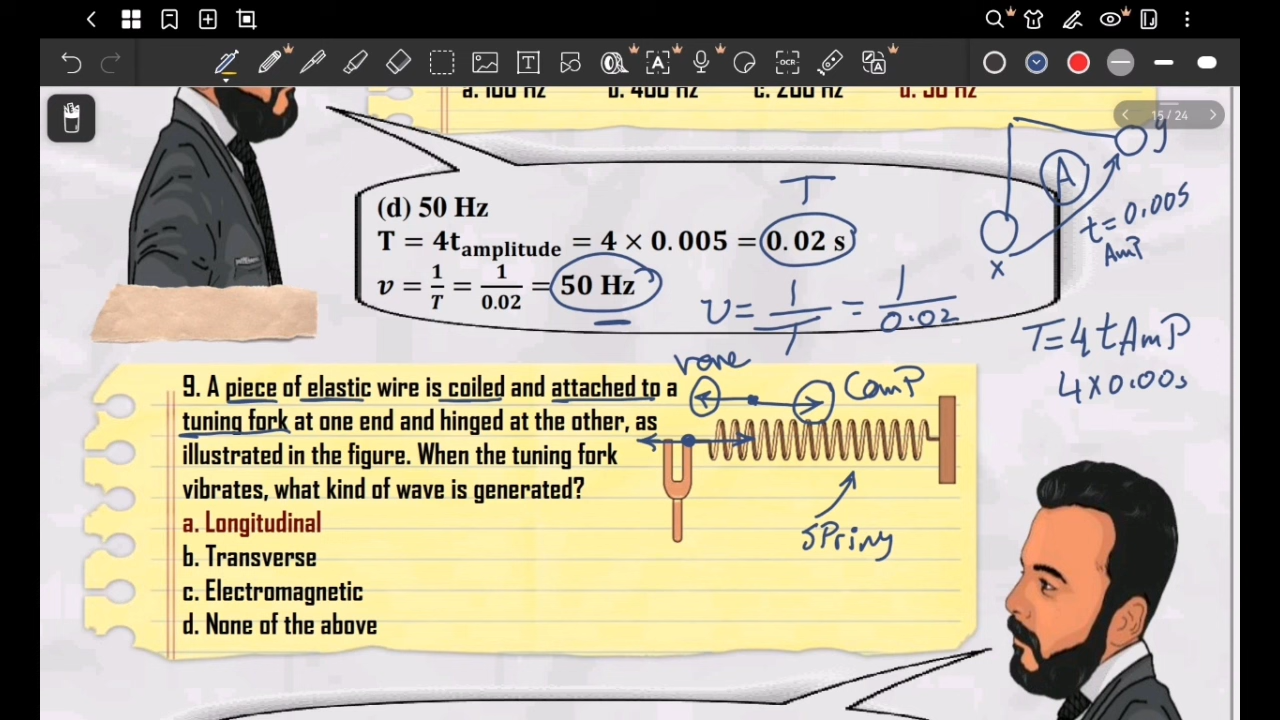 15 / 24
a. 100 Hz b. 400 Hz c. 200 Hz d. 50 Hz
(d) 50 Hz
T = 4t amplitude = 4 × 0.005 = 0.02 s
ν = 1/T = 1/0.02 = 50 Hz
T
υ = 1/T = 1/0.02
A
y
x
t=0.005
Amp
T=4tAmP
4×0.005
9. A piece of elastic wire is coiled and attached to a
tuning fork at one end and hinged at the other, as
illustrated in the figure. When the tuning fork
vibrates, what kind of wave is generated?
a. Longitudinal
b. Transverse
c. Electromagnetic
d. None of the above
rare
ComP
SPring